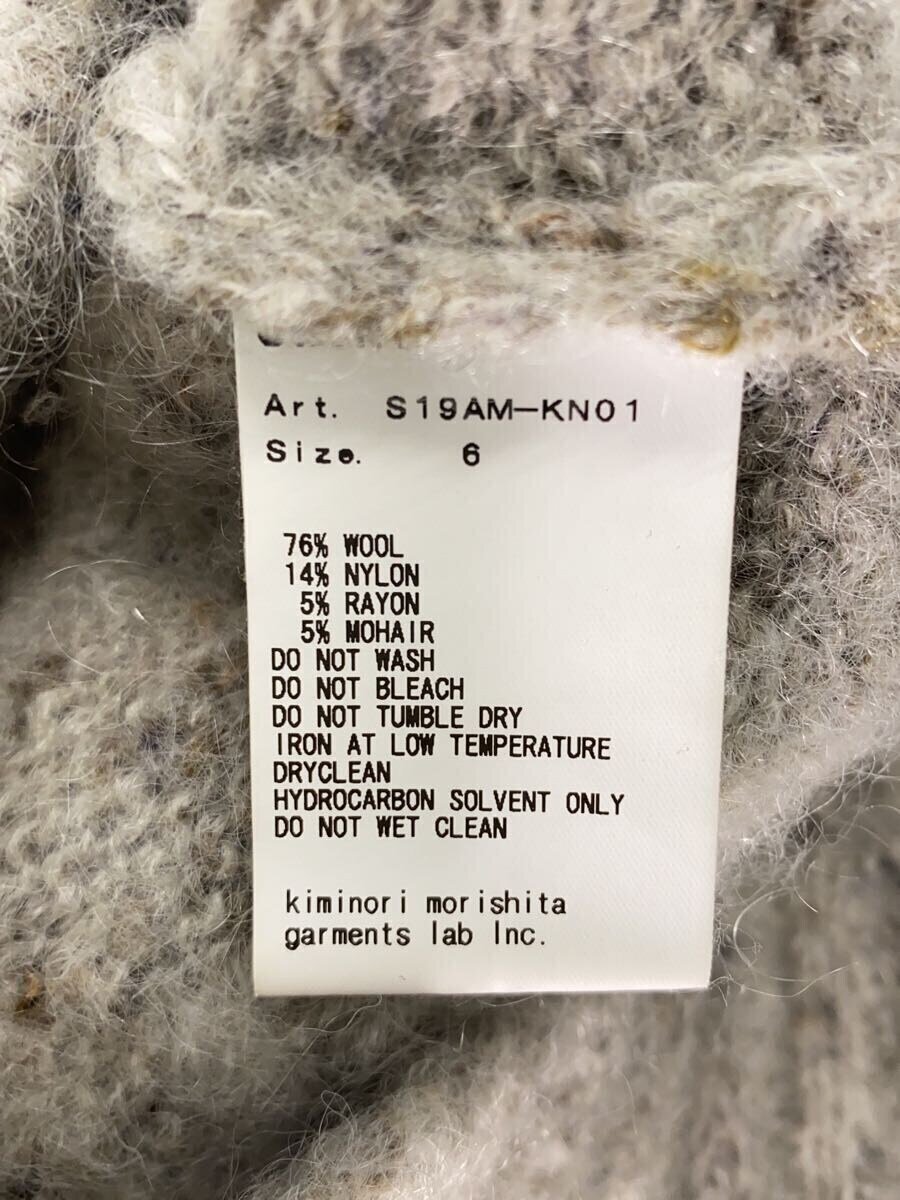 Art. S19AM-KN01
Size. 6
76% WOOL
14% NYLON
5% RAYON
5% MOHAIR
DO NOT WASH
DO NOT BLEACH
DO NOT TUMBLE DRY
IRON AT LOW TEMPERATURE
DRYCLEAN
HYDROCARBON SOLVENT ONLY
DO NOT WET CLEAN
kiminori morishita
garments lab Inc.